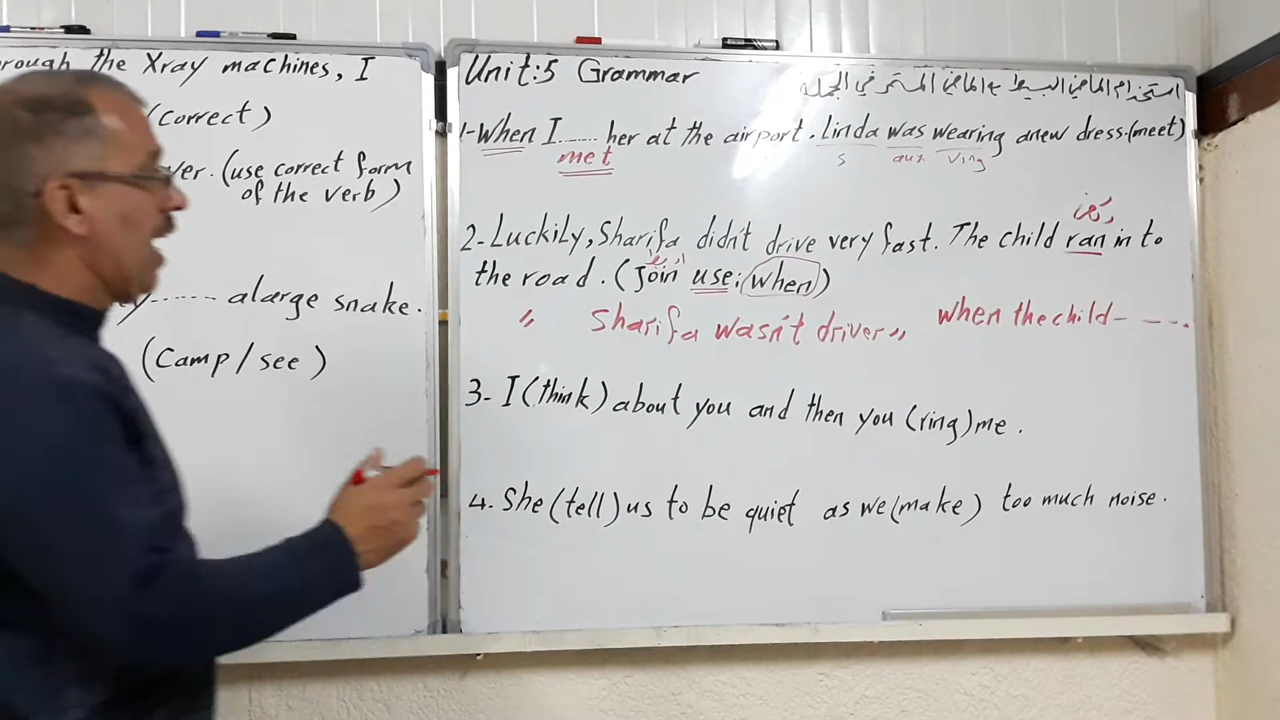 rough the Xray machines, I
(correct)
ver. (use correct form
of the verb)
y------ alarge snake.
(Camp/see)
Unit:5 Grammar
استخدام الماضي البسيط والماضي المستمر في الجملة
1-When I....... her at the airport. Linda was wearing anew dress.(meet)
met s aux Ving
2-Luckily, Sharifa didn't drive very fast. The child ran in to
the road. (Join use: when)
" Sharifa wasn't driver,, when the child- - - - .
3- I (think) about you and then you (ring) me.
4. She (tell) us to be quiet as we (make) too much noise.